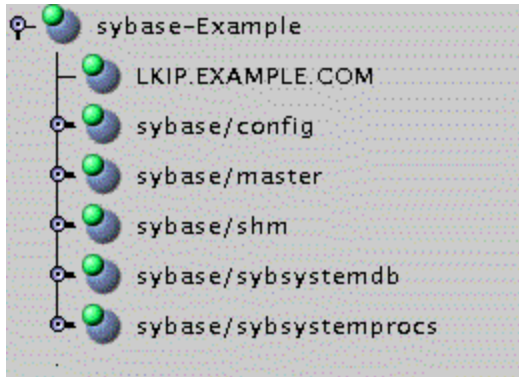 sybase-Example
LKIP.EXAMPLE.COM
sybase/config
sybase/master
sybase/shm
sybase/sybsystemdb
sybase/sybsystemprocs